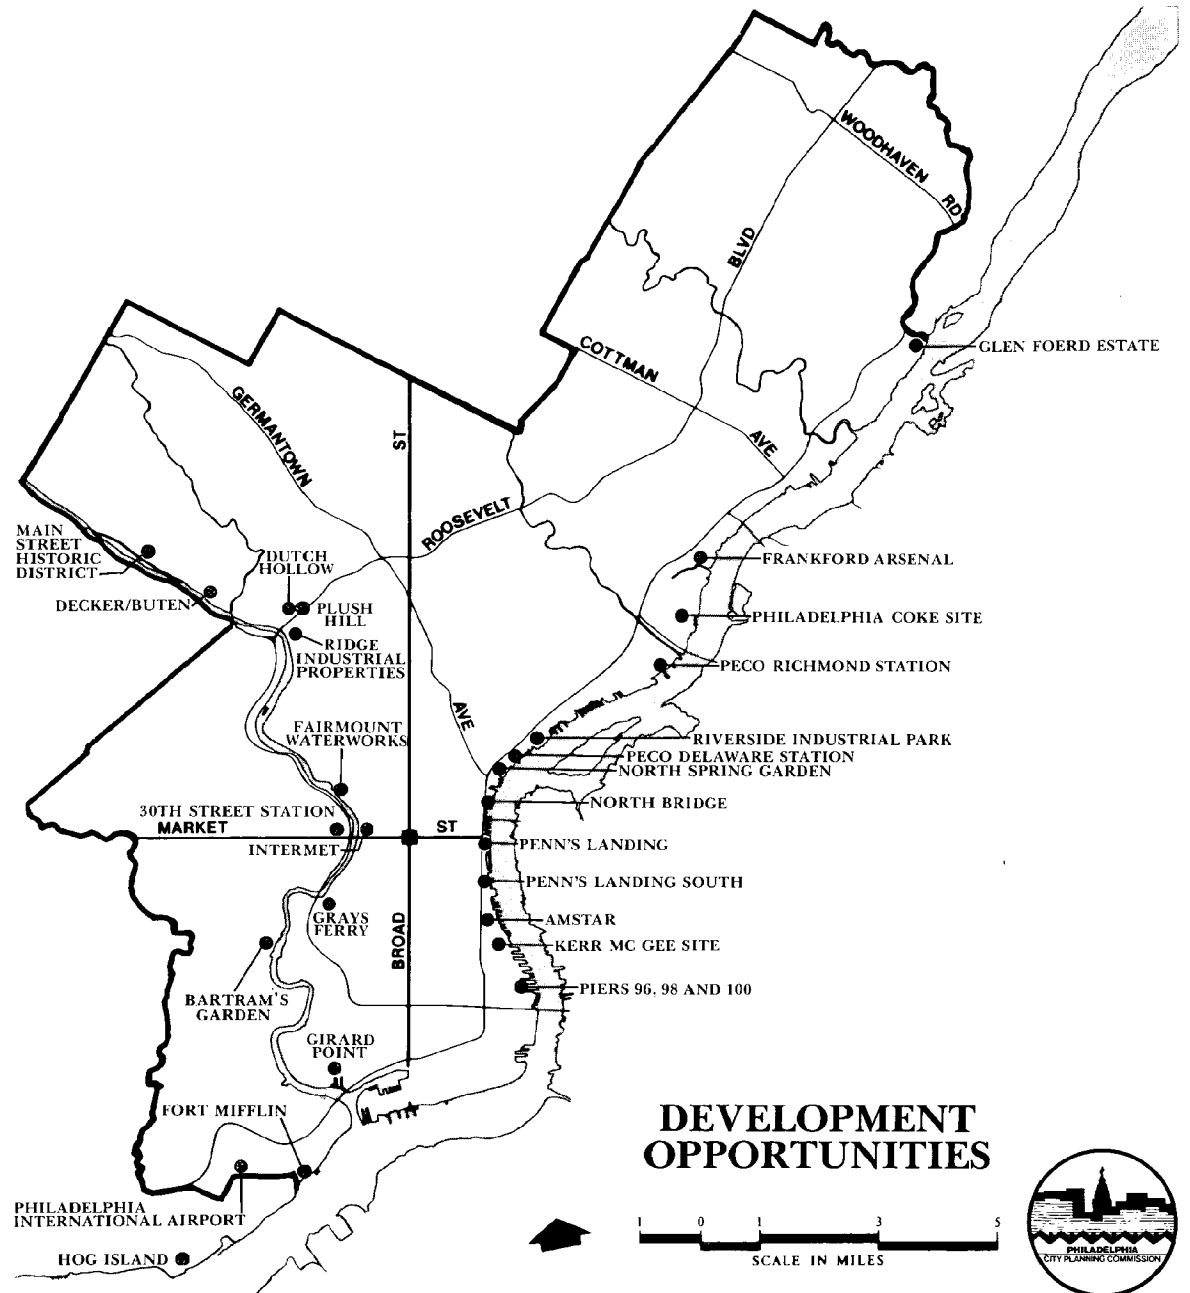 WOODHAVEN RD
BLVD
GLEN FOERD ESTATE
COTTMAN AVE
GERMANTOWN AVE
ST
ROOSEVELT
MAIN
STREET
HISTORIC
DISTRICT
DUTCH
HOLLOW
FRANKFORD ARSENAL
DECKER/BUTEN
PLUSH
HILL
PHILADELPHIA COKE SITE
RIDGE
INDUSTRIAL
PROPERTIES
PECO RICHMOND STATION
FAIRMOUNT
WATERWORKS
RIVERSIDE INDUSTRIAL PARK
PECO DELAWARE STATION
NORTH SPRING GARDEN
NORTH BRIDGE
30TH STREET STATION
MARKET ST
INTERMET
PENN'S LANDING
PENN'S LANDING SOUTH
GRAYS
FERRY
BROAD
AMSTAR
KERR MC GEE SITE
BARTRAM'S
GARDEN
PIERS 96, 98 AND 100
GIRARD
POINT
FORT MIFFLIN
PHILADELPHIA
INTERNATIONAL AIRPORT
HOG ISLAND
DEVELOPMENT
OPPORTUNITIES
1 0 1 3 5
SCALE IN MILES
PHILADELPHIA
CITY PLANNING COMMISSION